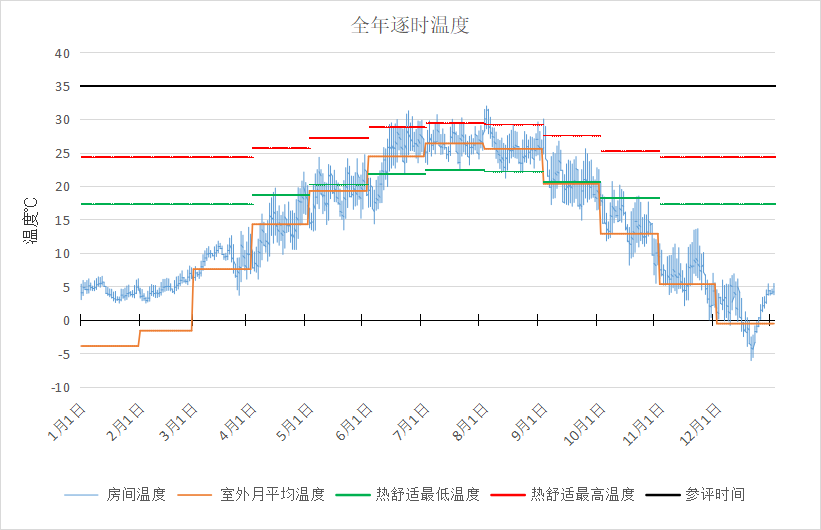 全年逐时温度
40
35
30
25
20
15
10
5
0
-5
-10
温度℃
1月1日
2月1日
3月1日
4月1日
5月1日
6月1日
7月1日
8月1日
9月1日
10月1日
11月1日
12月1日
房间温度 室外月平均温度 热舒适最低温度 热舒适最高温度 参评时间